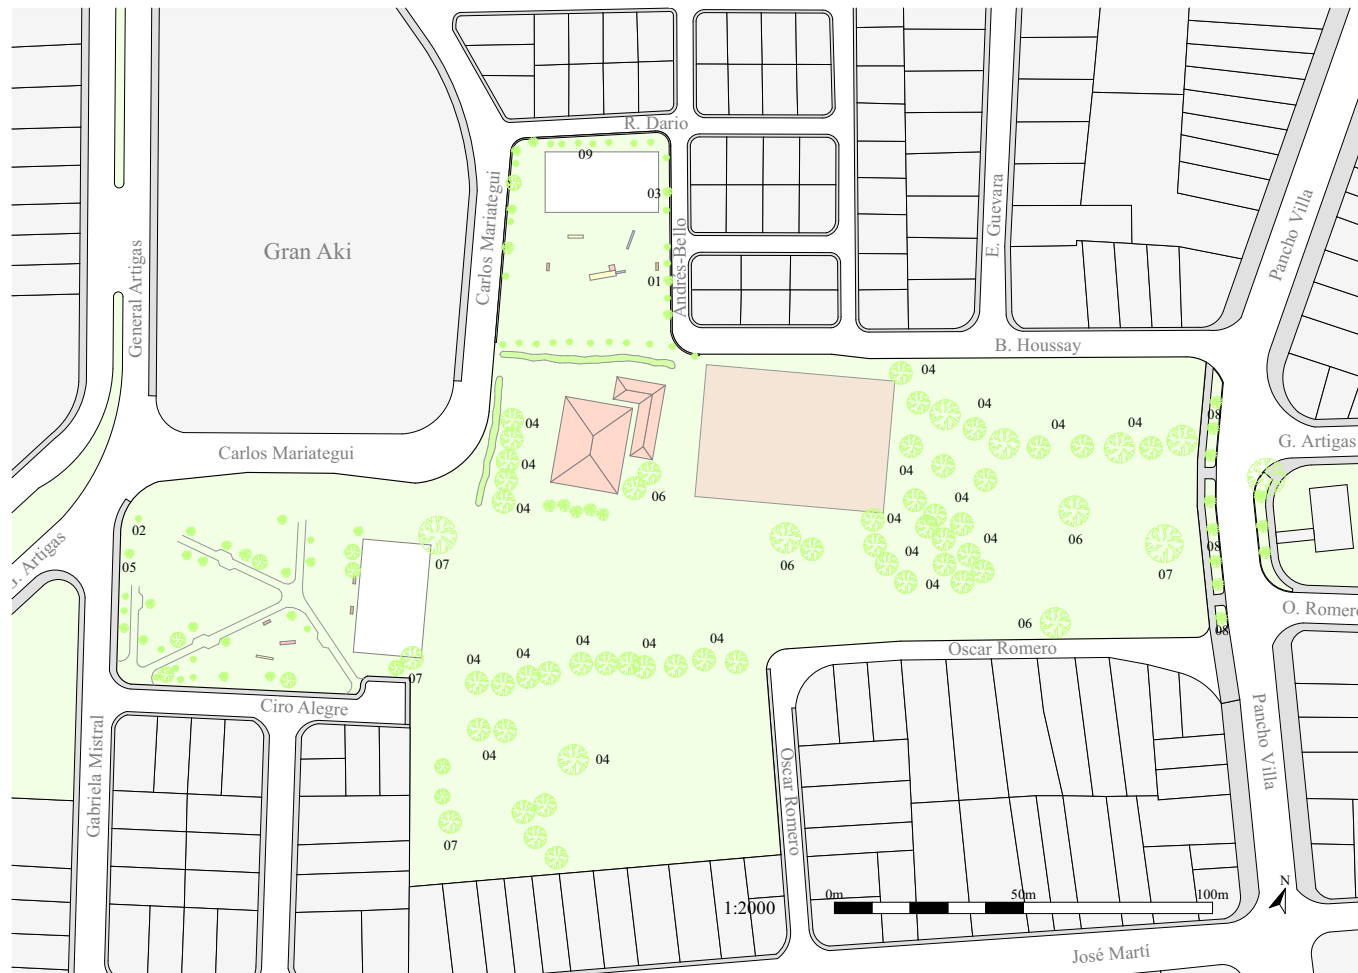 R. Dario
09
03
Carlos Mariategui
E. Guevara
Pancho Villa
Gran Aki
General Artigas
Andrés-Bello
01
B. Houssay
04
04
08
04
04
04
G. Artigas
Carlos Mariategui
04
04
06
04
04
04
02
04
04
06
08
G. Artigas
05
07
06
04
07
04
06
08
O. Romero
04
04
04
Oscar Romero
04
04
07
Ciro Alegre
Gabriela Mistral
Pancho Villa
04
04
Oscar Romero
07
0m
50m
100m
N
1:2000
José Martí